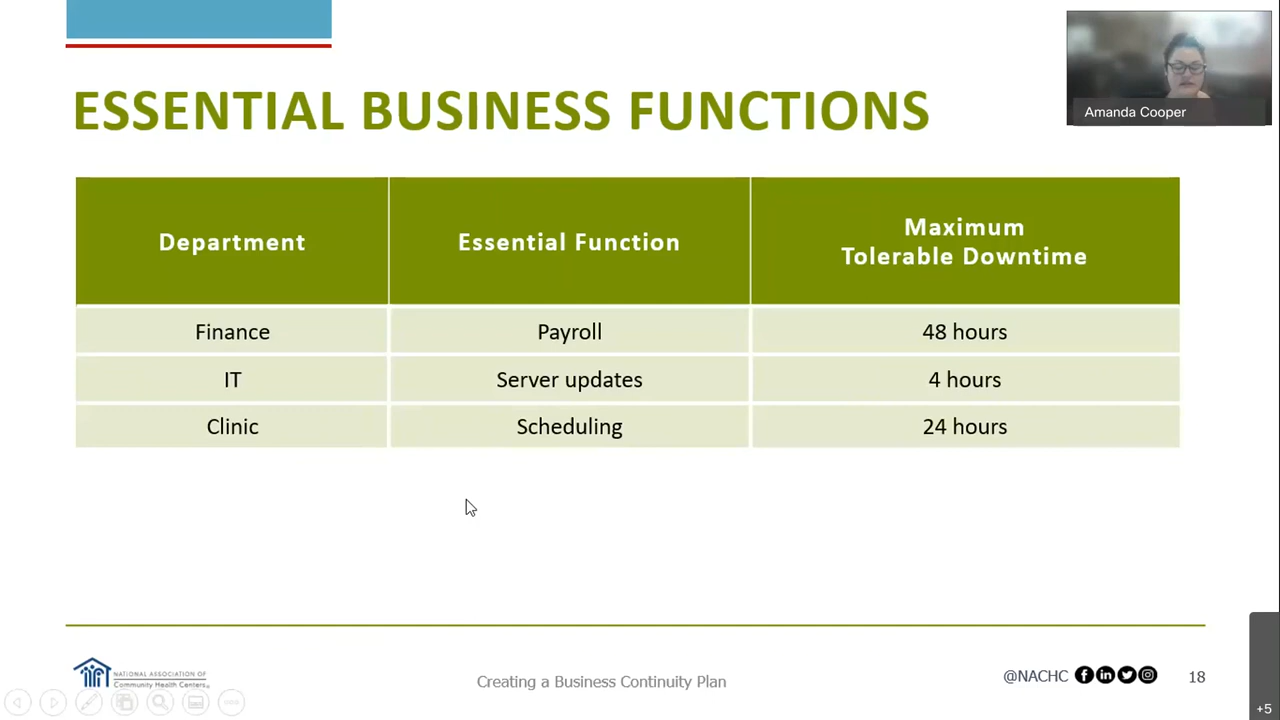 Amanda Cooper
ESSENTIAL BUSINESS FUNCTIONS
Department Essential Function Maximum
Tolerable Downtime
Finance Payroll 48 hours
IT Server updates 4 hours
Clinic Scheduling 24 hours
NATIONAL ASSOCIATION OF
Community Health Centers®
Creating a Business Continuity Plan
@NACHC
18
+5